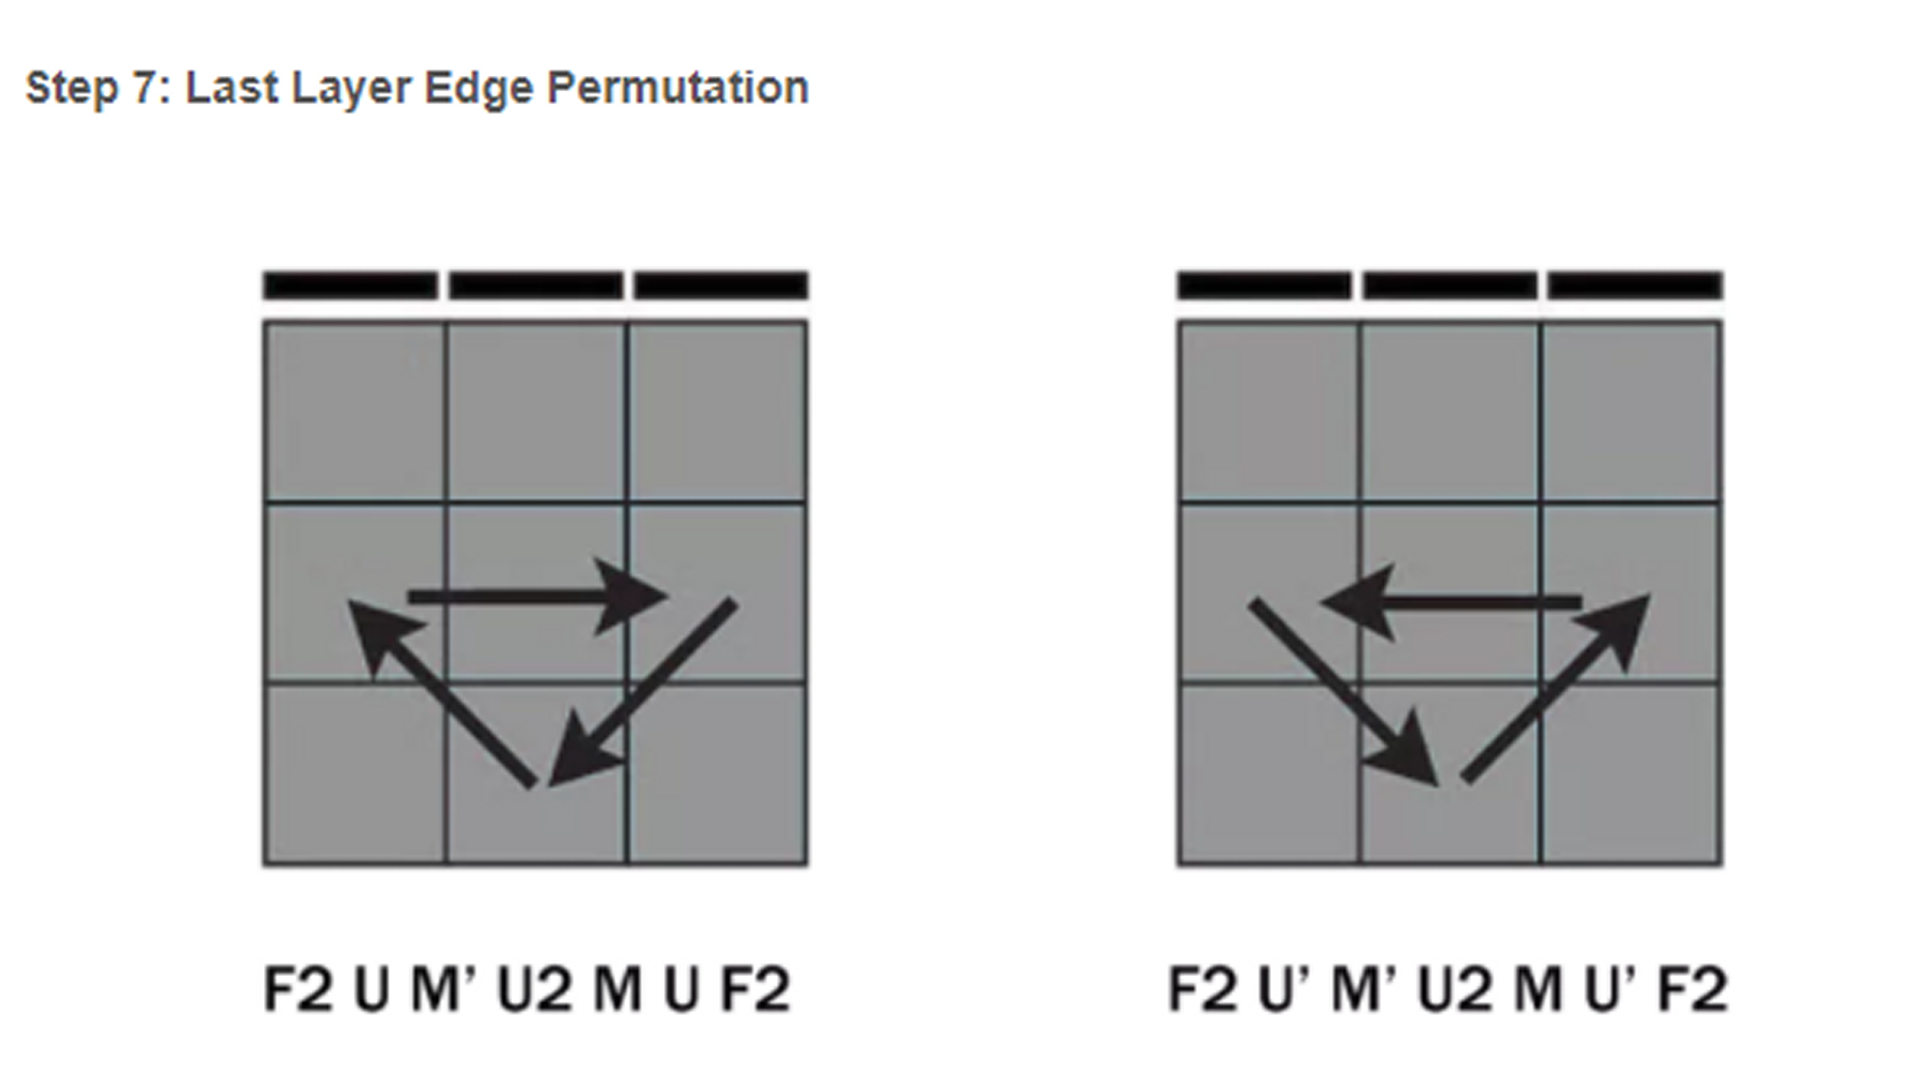 Step 7: Last Layer Edge Permutation
F2 U M’ U2 M U F2
F2 U’ M’ U2 M U’ F2